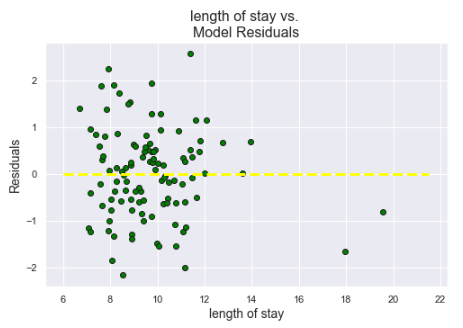 length of stay vs.
Model Residuals
Residuals
2
1
0
−1
−2
6 8 10 12 14 16 18 20 22
length of stay